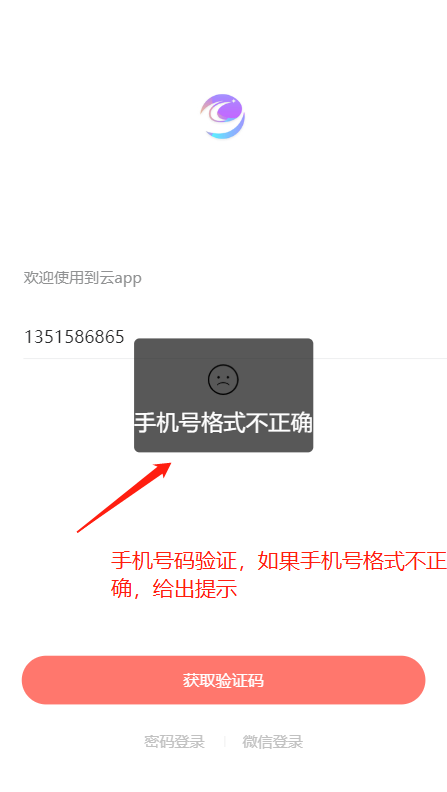 欢迎使用到云app
1351586865
手机号格式不正确
手机号码验证，如果手机号格式不正
确，给出提示
获取验证码
密码登录
微信登录